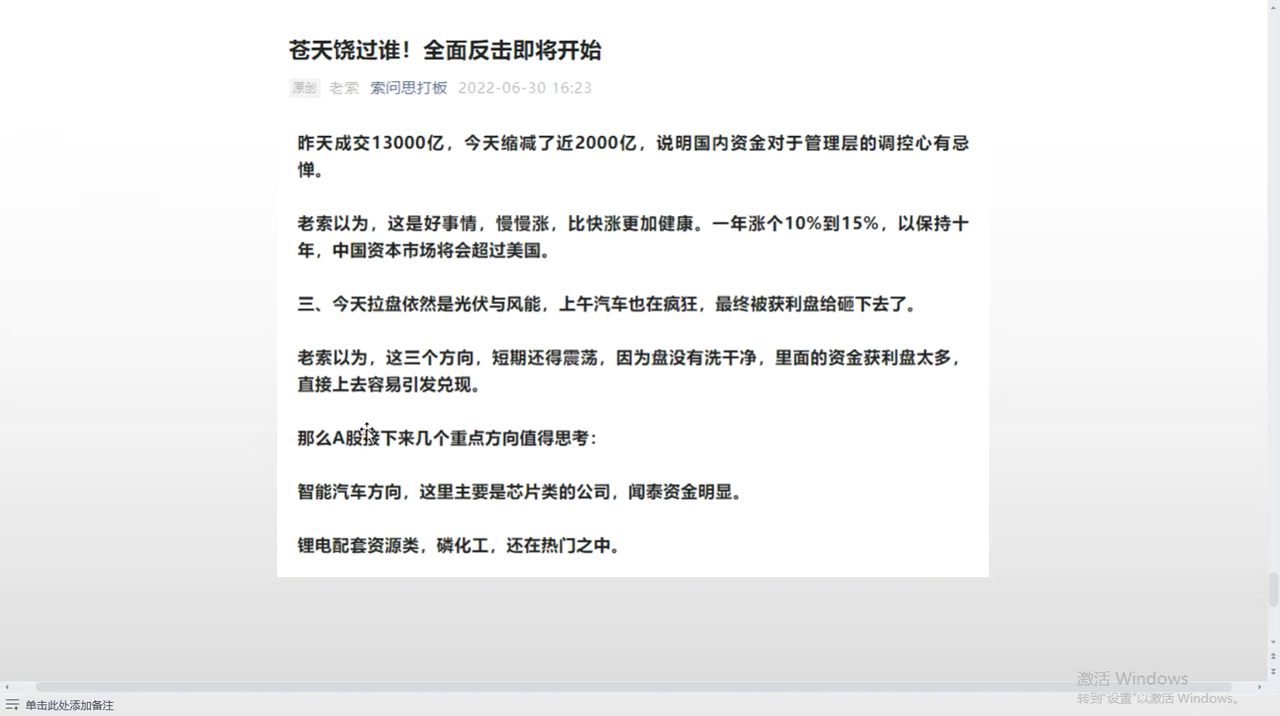 苍天饶过谁！全面反击即将开始
原创 老索 索问思打板 2022-06-30 16:23
昨天成交13000亿，今天缩减了近2000亿，说明国内资金对于管理层的调控心有忌
惮。
老索以为，这是好事情，慢慢涨，比快涨更加健康。一年涨个10%到15%，以保持十
年，中国资本市场将会超过美国。
三、今天拉盘依然是光伏与风能，上午汽车也在疯狂，最终被获利盘给砸下去了。
老索以为，这三个方向，短期还得震荡，因为盘没有洗干净，里面的资金获利盘太多，
直接上去容易引发兑现。
那么A股接下来几个重点方向值得思考：
智能汽车方向，这里主要是芯片类的公司，闻泰资金明显。
锂电配套资源类，磷化工，还在热门之中。
激活 Windows
转到"设置"以激活 Windows。
单击此处添加备注